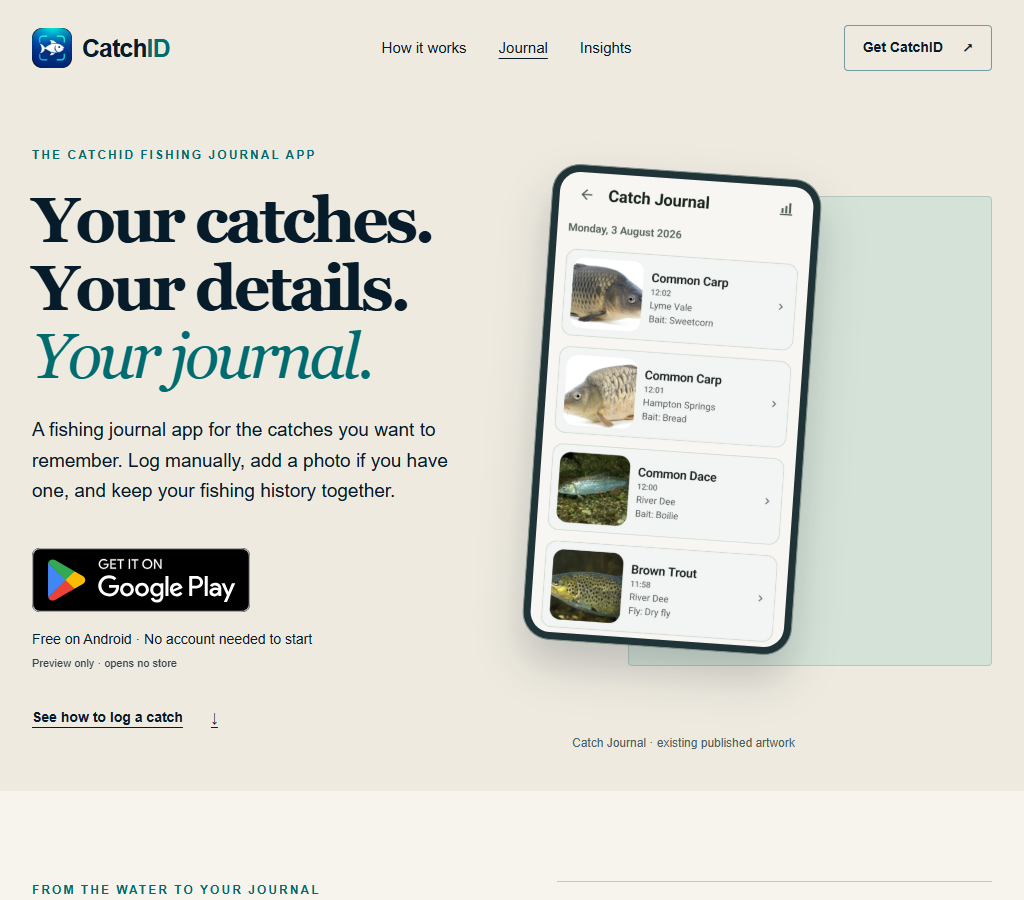 CatchID
How it works
Journal
Insights
Get CatchID ↗
THE CATCHID FISHING JOURNAL APP
Your catches.
Your details.
Your journal.
A fishing journal app for the catches you want to
remember. Log manually, add a photo if you have
one, and keep your fishing history together.
GET IT ON
Google Play
Free on Android · No account needed to start
Preview only · opens no store
See how to log a catch ↓
Catch Journal
Monday, 3 August 2026
Common Carp
12:02
Lyme Vale
Bait: Sweetcorn
Common Carp
12:01
Hampton Springs
Bait: Bread
Common Dace
12:00
River Dee
Bait: Boilie
Brown Trout
11:58
River Dee
Fly: Dry fly
Catch Journal · existing published artwork
FROM THE WATER TO YOUR JOURNAL